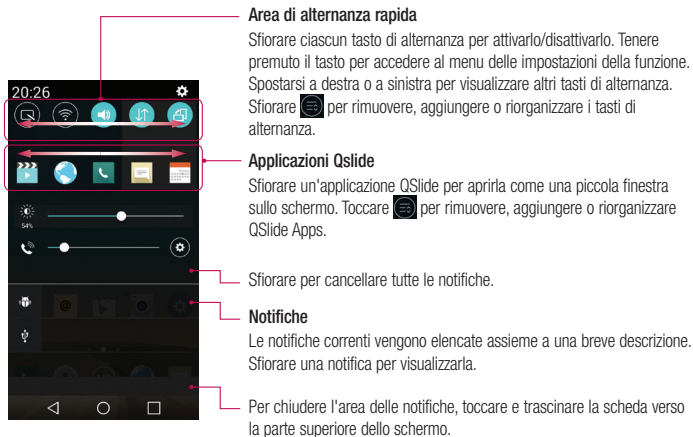 Area di alternanza rapida
Sfiorare ciascun tasto di alternanza per attivarlo/disattivarlo. Tenere
premuto il tasto per accedere al menu delle impostazioni della funzione.
Spostarsi a destra o a sinistra per visualizzare altri tasti di alternanza.
Sfiorare per rimuovere, aggiungere o riorganizzare i tasti di
alternanza.
20:26
Applicazioni Qslide
Sfiorare un'applicazione QSlide per aprirla come una piccola finestra
sullo schermo. Toccare per rimuovere, aggiungere o riorganizzare
QSlide Apps.
54%
Sfiorare per cancellare tutte le notifiche.
Notifiche
Le notifiche correnti vengono elencate assieme a una breve descrizione.
Sfiorare una notifica per visualizzarla.
Per chiudere l'area delle notifiche, toccare e trascinare la scheda verso
la parte superiore dello schermo.